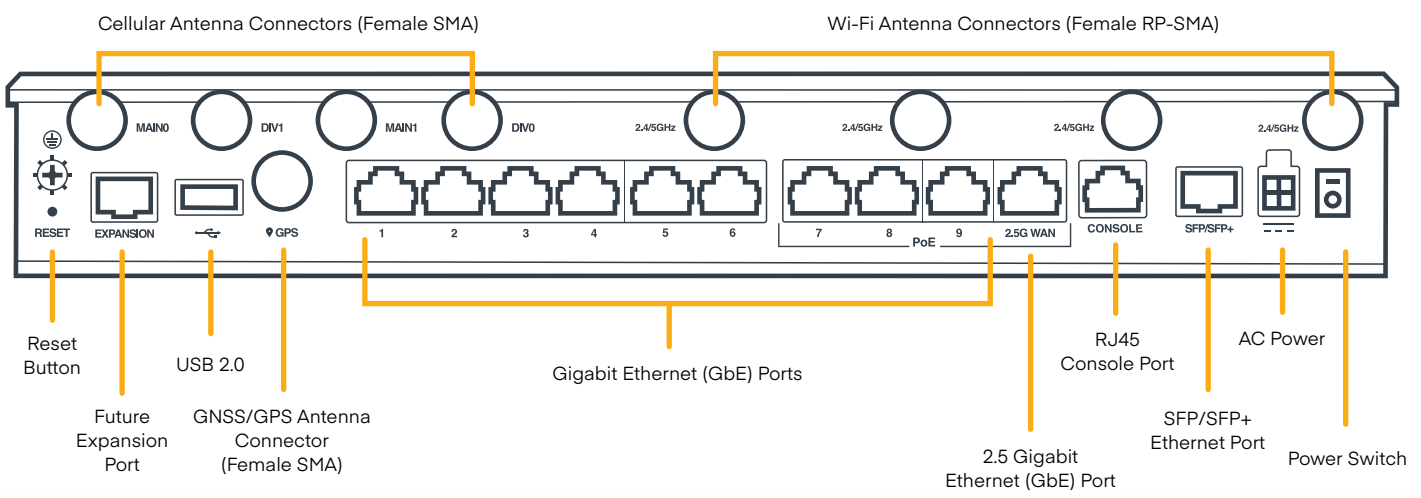 Cellular Antenna Connectors (Female SMA)
Wi-Fi Antenna Connectors (Female RP-SMA)
MAIN0
DIV1
MAIN1
DIV0
2.4/5GHz
2.4/5GHz
2.4/5GHz
2.4/5GHz
RESET
EXPANSION
GPS
1
2
3
4
5
6
7
8
9
2.5G WAN
PoE
CONSOLE
SFP/SFP+
Reset
Button
Future
Expansion
Port
USB 2.0
GNSS/GPS Antenna
Connector
(Female SMA)
Gigabit Ethernet (GbE) Ports
2.5 Gigabit
Ethernet (GbE) Port
RJ45
Console Port
SFP/SFP+
Ethernet Port
AC Power
Power Switch